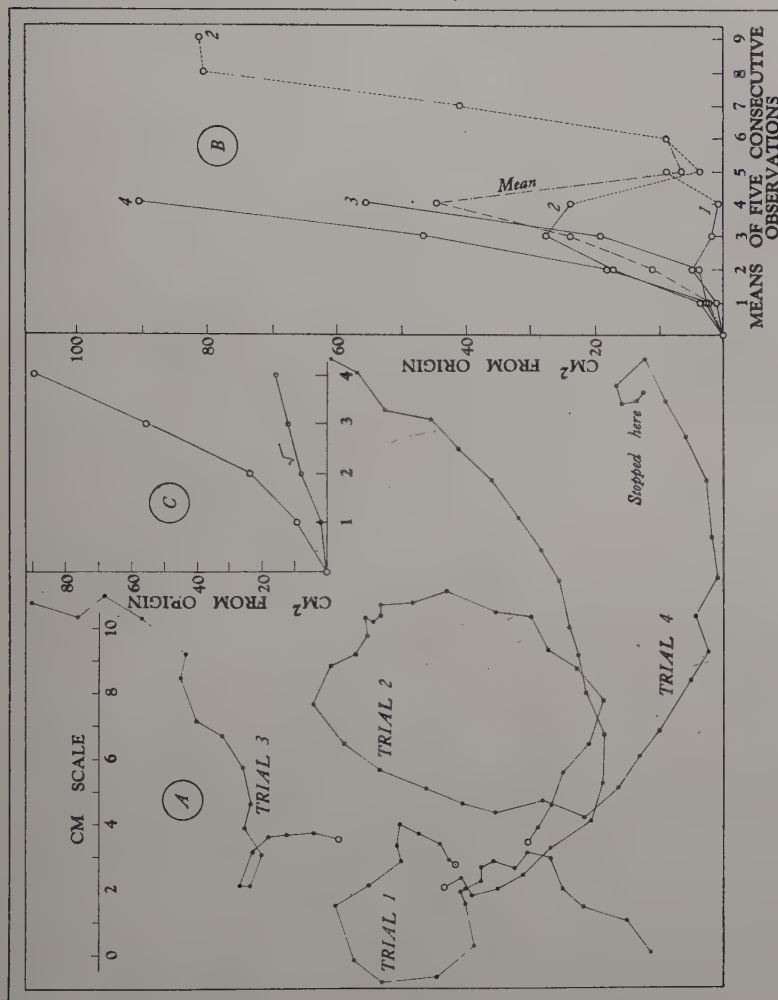 CM SCALE
0 2 4 6 8 10
A
TRIAL 1
TRIAL 2
TRIAL 3
TRIAL 4
Stopped here
C
80
60
40
20
CM² FROM ORIGIN
√
1 2 3 4
B
100
80
60
40
20
CM² FROM ORIGIN
4
3
Mean
2
1
2
1 2 3 4 5 6 7 8 9
MEANS OF FIVE CONSECUTIVE
OBSERVATIONS